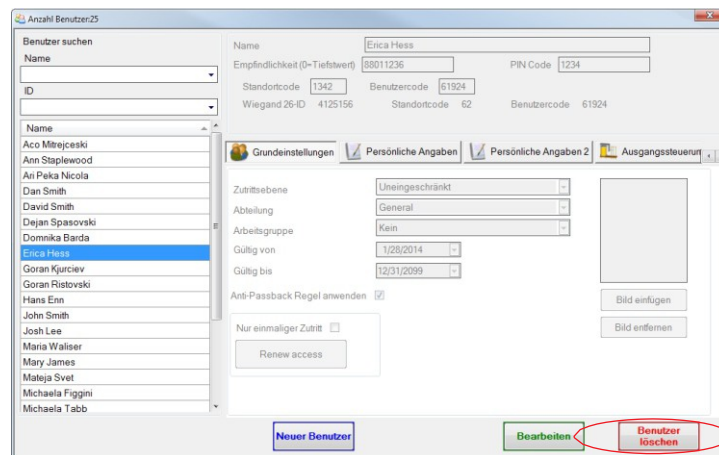 Anzahl Benutzer:25
Benutzer suchen
Name
ID
Name
Aco Mitrejceski
Ann Staplewood
Ari Peka Nicola
Dan Smith
David Smith
Dejan Spasovski
Domnika Barda
Erica Hess
Goran Kjurciev
Goran Ristovski
Hans Enn
John Smith
Josh Lee
Maria Waliser
Mary James
Mateja Svet
Michaela Figgini
Michaela Tabb
Name Erica Hess
Empfindlichkeit (0=Tiefstwert) 88011236 PIN Code 1234
Standortcode 1342 Benutzercode 61924
Wiegand 26-ID 4125156 Standortcode 62 Benutzercode 61924
Grundeinstellungen Persönliche Angaben Persönliche Angaben 2 Ausgangssteuerun
Zutrittsebene Uneingeschränkt
Abteilung General
Arbeitsgruppe Kein
Gültig von 1/28/2014
Gültig bis 12/31/2099
Anti-Passback Regel anwenden
Nur einmaliger Zutritt
Renew access
Bild einfügen
Bild entfernen
Neuer Benutzer Bearbeiten Benutzer
löschen